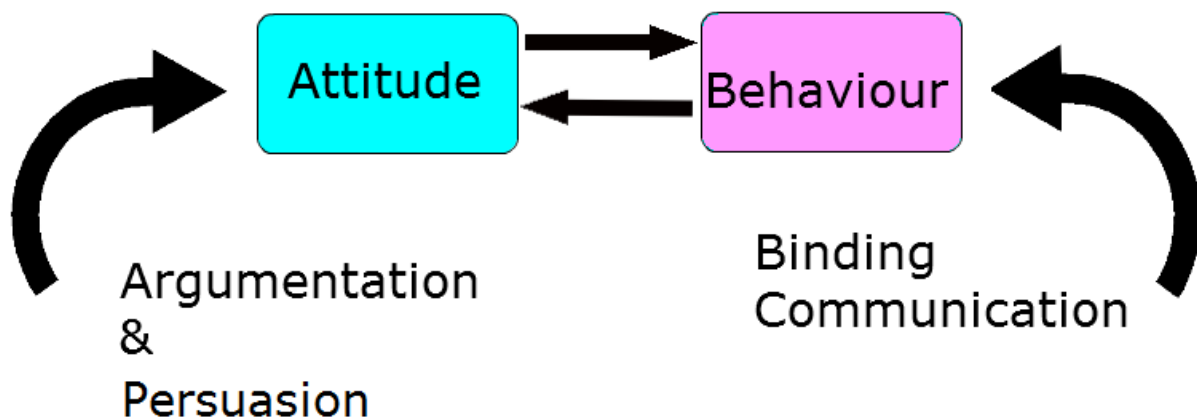 Attitude
Behaviour
Argumentation
&
Persuasion
Binding
Communication